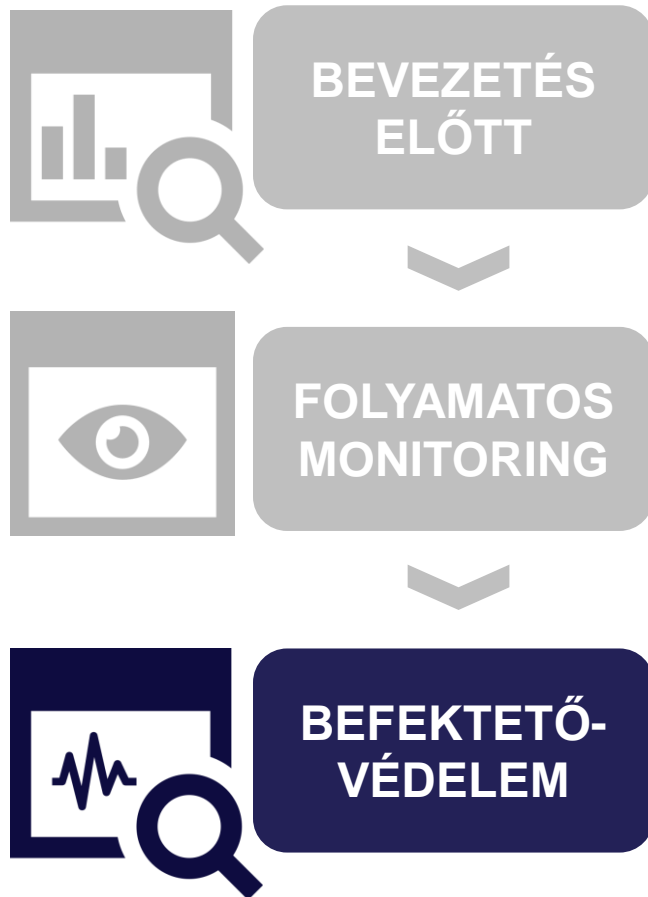 BEVEZETÉS
ELŐTT
FOLYAMATOS
MONITORING
BEFEKTETŐ-
VÉDELEM